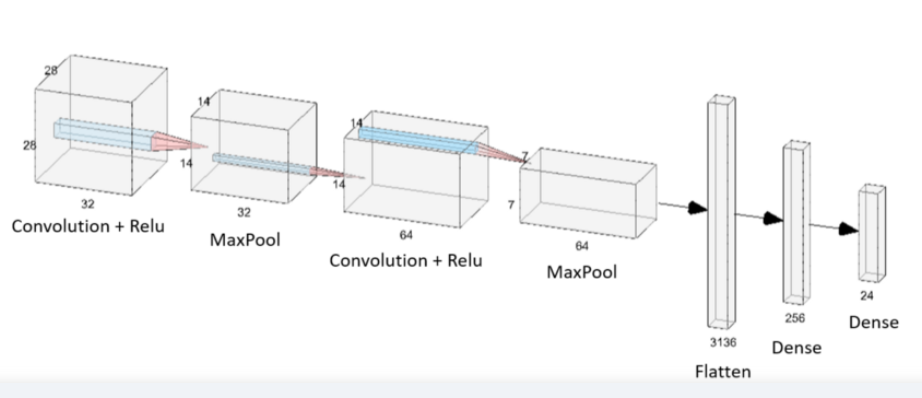 28
28
32
Convolution + Relu
14
14
32
MaxPool
14
14
64
Convolution + Relu
7
7
64
MaxPool
3136
Flatten
256
Dense
24
Dense